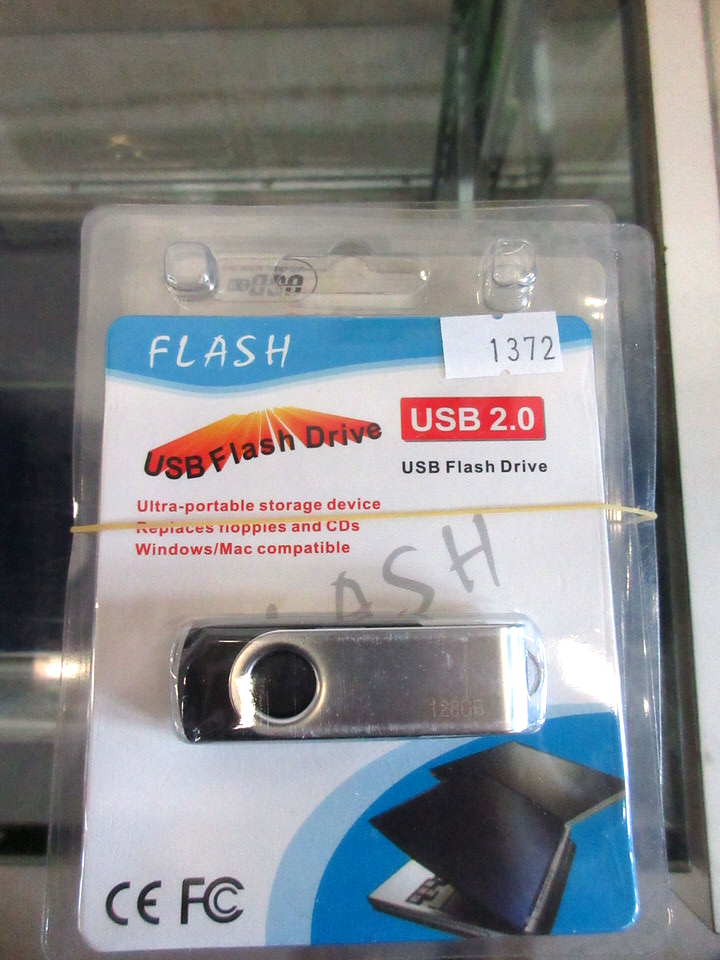 FLASH
1372
USB Flash Drive
USB 2.0
USB Flash Drive
Ultra-portable storage device
Replaces floppies and CDs
Windows/Mac compatible
LASH
128GB
CE FC